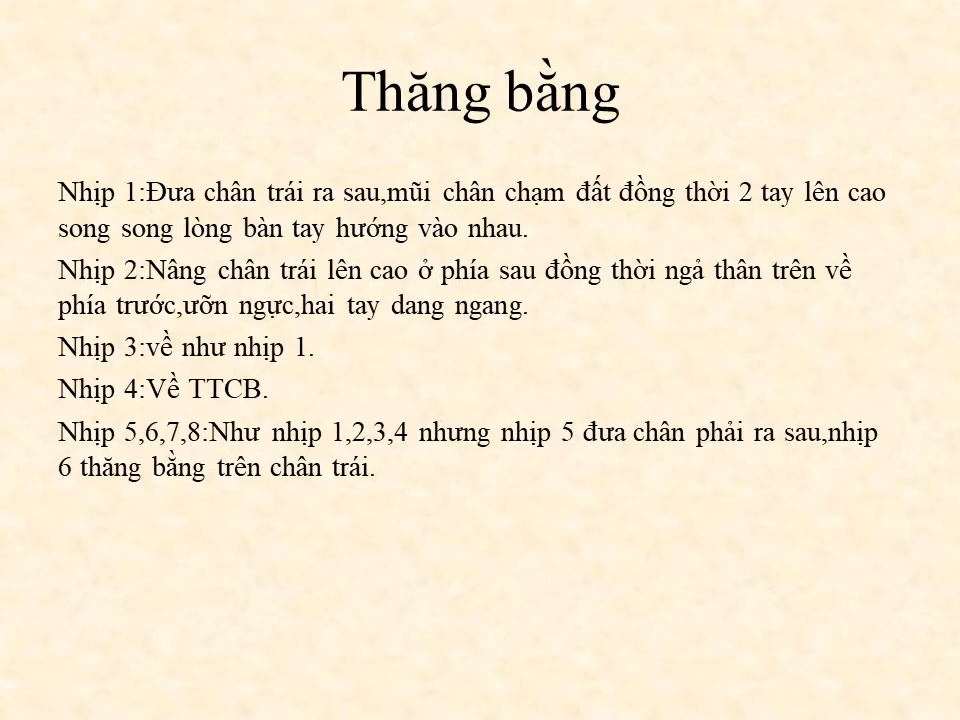 Thăng bằng
Nhịp 1:Đưa chân trái ra sau,mũi chân chạm đất đồng thời 2 tay lên cao
song song lòng bàn tay hướng vào nhau.
Nhịp 2:Nâng chân trái lên cao ở phía sau đồng thời ngả thân trên về
phía trước,ưỡn ngực,hai tay dang ngang.
Nhịp 3:về như nhịp 1.
Nhịp 4:Về TTCB.
Nhịp 5,6,7,8:Như nhịp 1,2,3,4 nhưng nhịp 5 đưa chân phải ra sau,nhịp
6 thăng bằng trên chân trái.